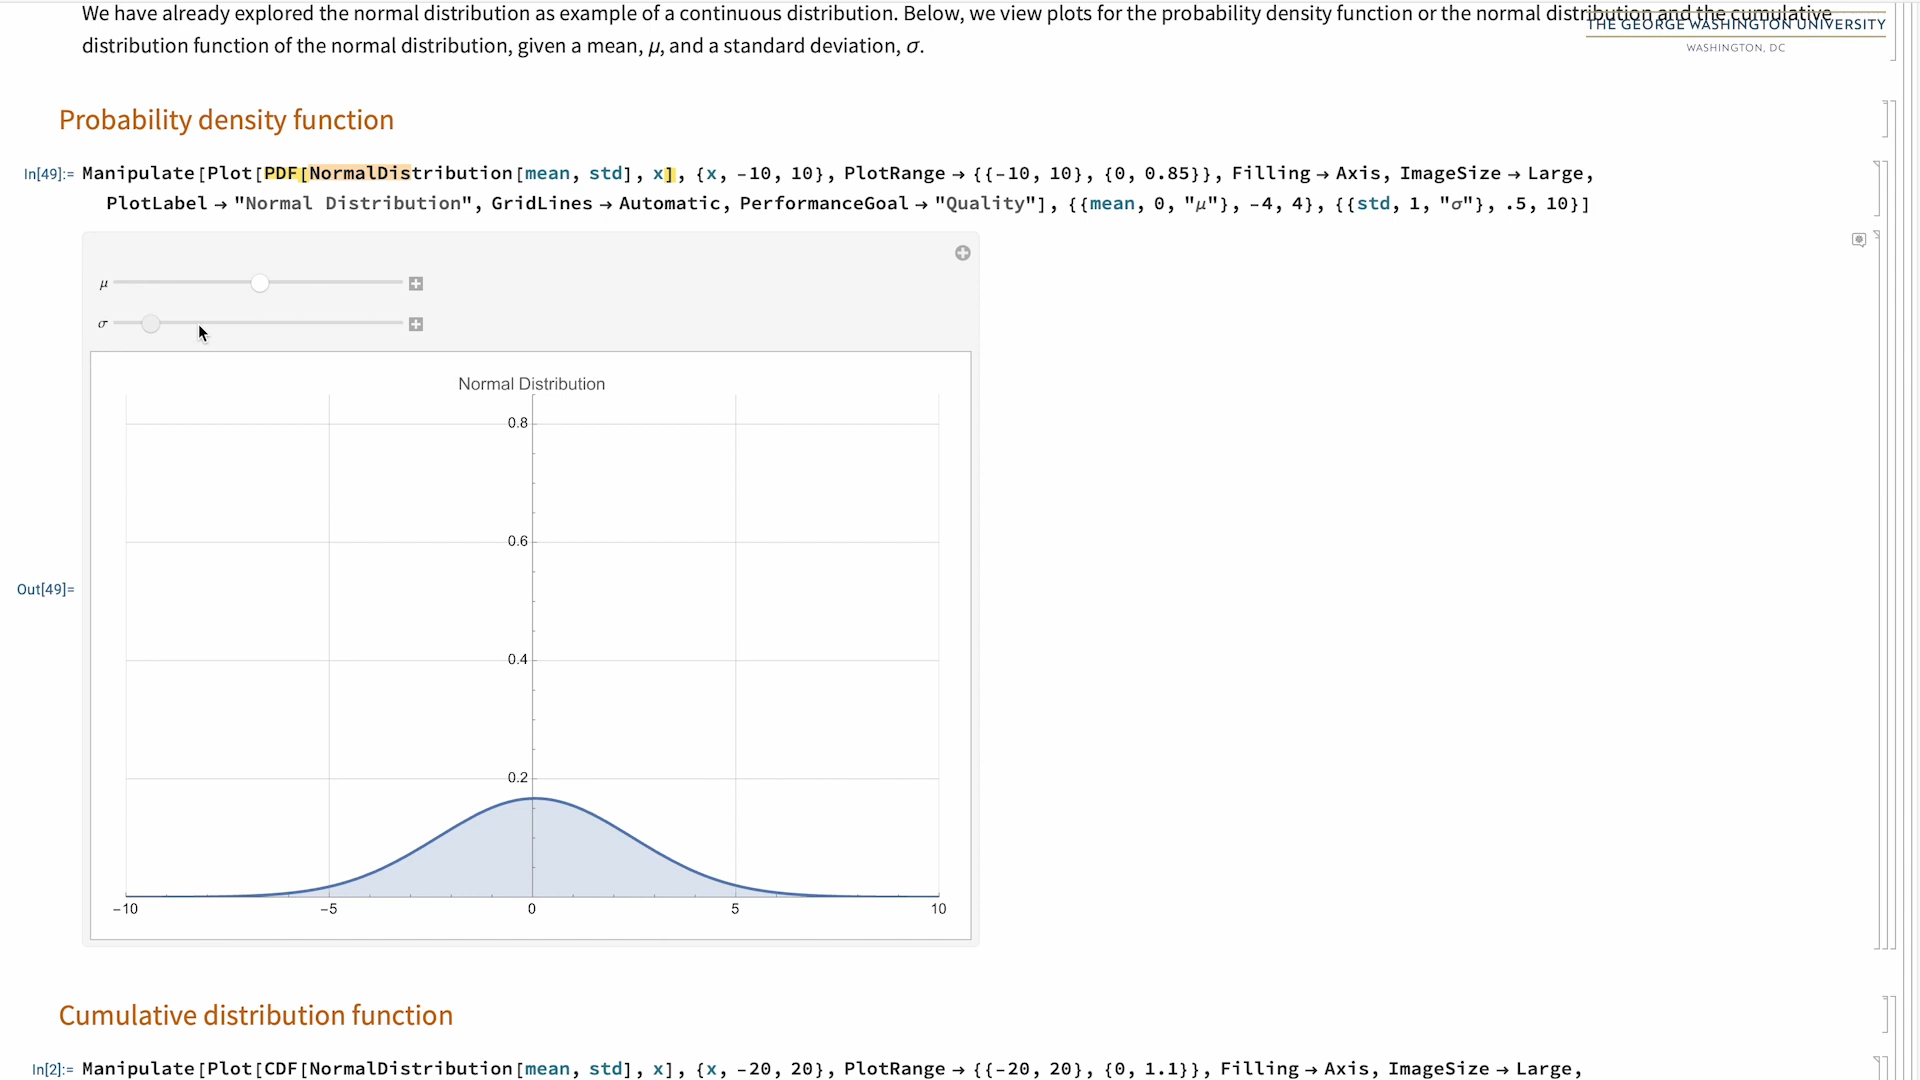 We have already explored the normal distribution as example of a continuous distribution. Below, we view plots for the probability density function or the normal distribution and the cumulative
distribution function of the normal distribution, given a mean, μ, and a standard deviation, σ.
THE GEORGE WASHINGTON UNIVERSITY
WASHINGTON, DC
Probability density function
In[49]:= Manipulate[Plot[PDF[NormalDistribution[mean, std], x], {x, -10, 10}, PlotRange → {{-10, 10}, {0, 0.85}}, Filling → Axis, ImageSize → Large,
PlotLabel → "Normal Distribution", GridLines → Automatic, PerformanceGoal → "Quality"], {{mean, 0, "μ"}, -4, 4}, {{std, 1, "σ"}, .5, 10}]
μ
σ
Normal Distribution
0.8
0.6
0.4
0.2
Out[49]=
-10 -5 0 5 10
Cumulative distribution function
In[2]:= Manipulate[Plot[CDF[NormalDistribution[mean, std], x], {x, -20, 20}, PlotRange → {{-20, 20}, {0, 1.1}}, Filling → Axis, ImageSize → Large,